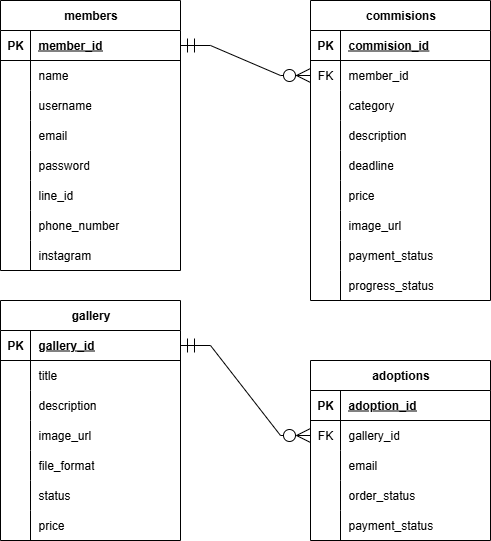 members
PK member_id
name
username
email
password
line_id
phone_number
instagram
commisions
PK commision_id
FK member_id
category
description
deadline
price
image_url
payment_status
progress_status
gallery
PK gallery_id
title
description
image_url
file_format
status
price
adoptions
PK adoption_id
FK gallery_id
email
order_status
payment_status